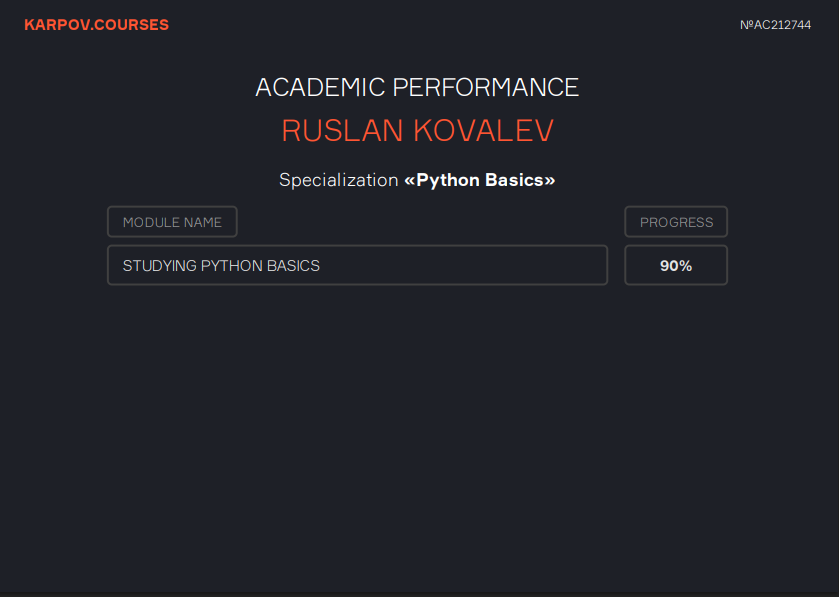 KARPOV.COURSES
№AC212744
ACADEMIC PERFORMANCE
RUSLAN KOVALEV
Specialization «Python Basics»
MODULE NAME
PROGRESS
STUDYING PYTHON BASICS
90%